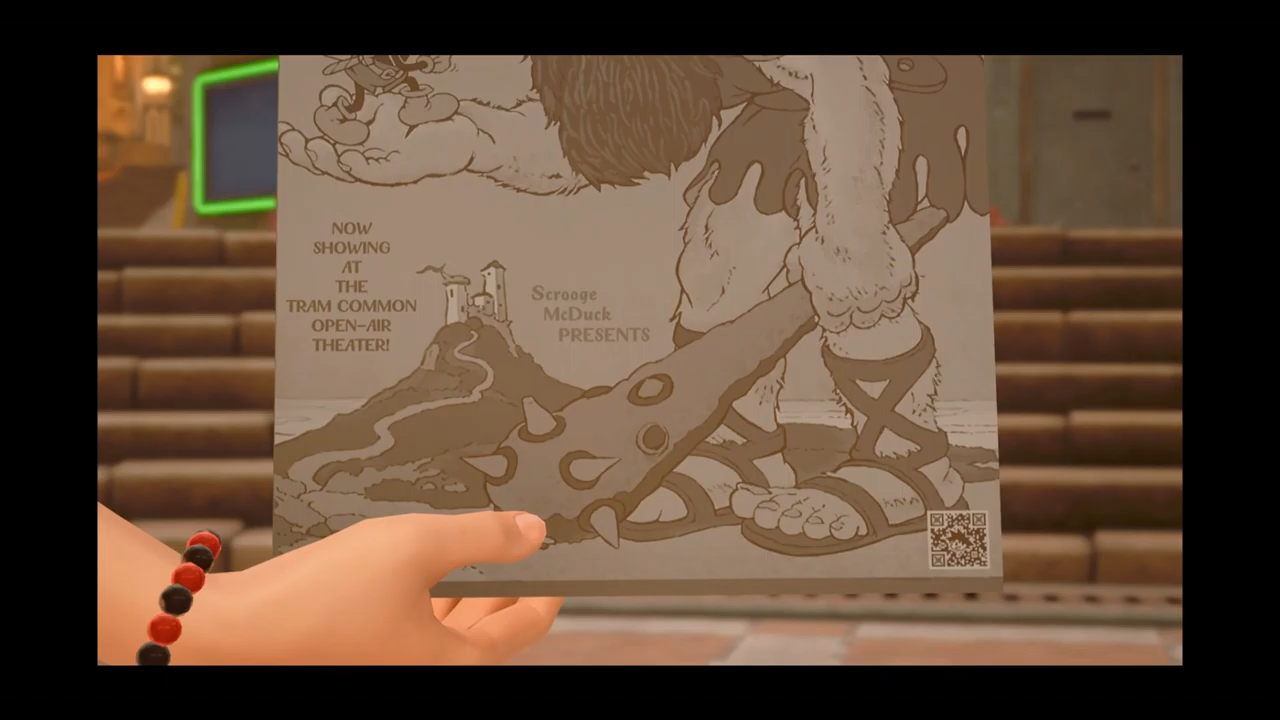 NOW
SHOWING
AT
THE
TRAM COMMON
OPEN-AIR
THEATER!
Scrooge
McDuck
PRESENTS